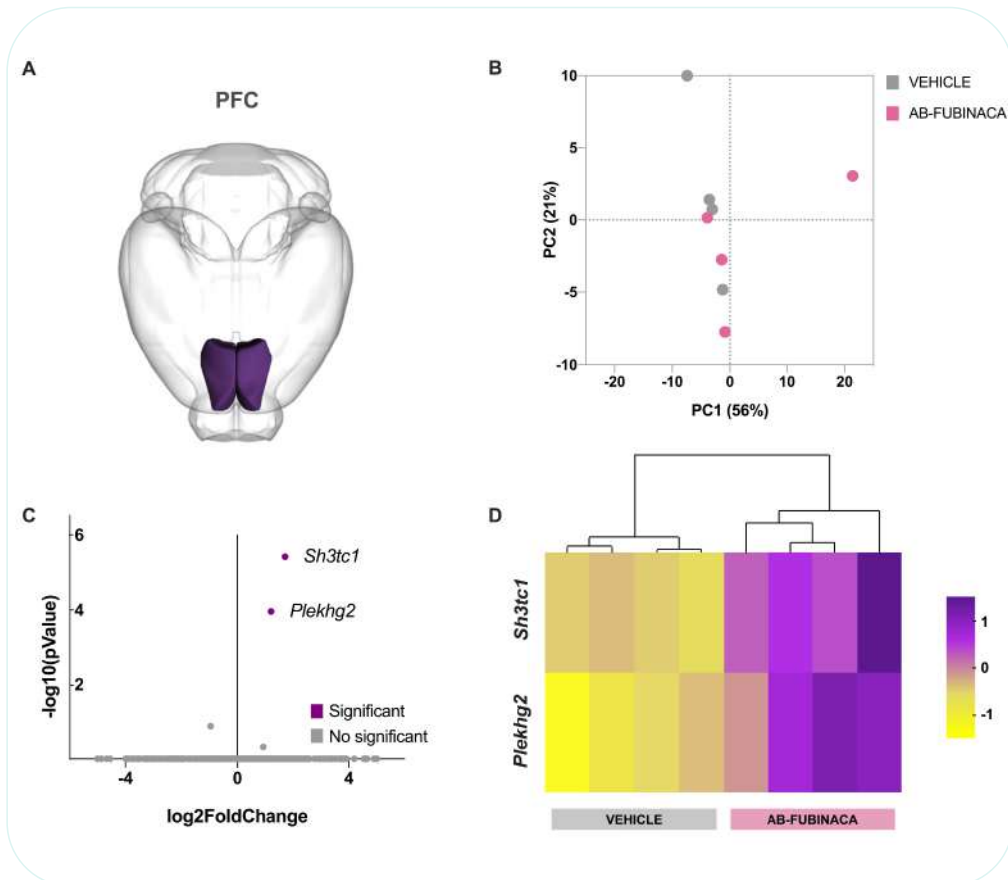 A
PFC
B
10
5
0
-5
-10
PC2 (21%)
-20
-10
0
10
20
PC1 (56%)
VEHICLE
AB-FUBINACA
C
6
4
2
-log10(pValue)
Sh3tc1
Plekhg2
Significant
No significant
-4
0
4
log2FoldChange
D
Sh3tc1
Plekhg2
1
0
-1
VEHICLE
AB-FUBINACA